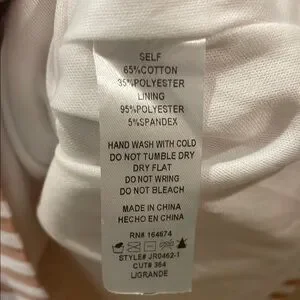 SELF
65%COTTON
35%POLYESTER
LINING
95%POLYESTER
5%SPANDEX
HAND WASH WITH COLD
DO NOT TUMBLE DRY
DRY FLAT
DO NOT WRING
DO NOT BLEACH
MADE IN CHINA
HECHO EN CHINA
RN# 164674
STYLE# JR0462-1
CUT# 364
L/GRANDE